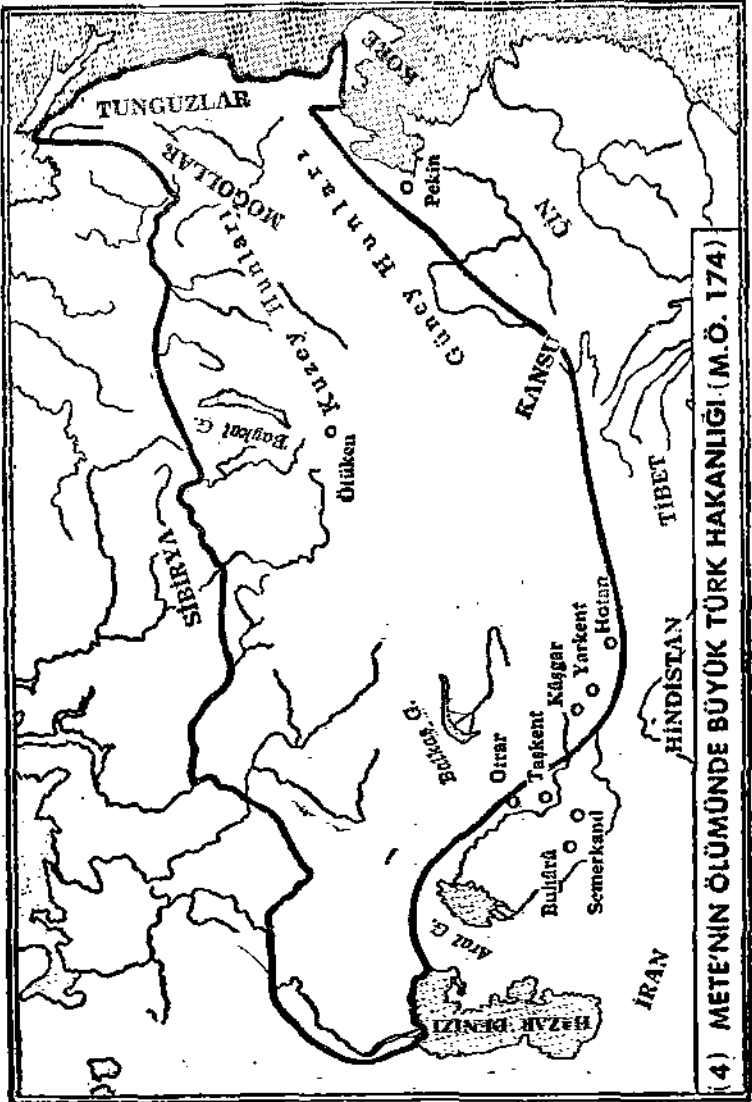 TUNGUZLAR
MOĞOLLAR
KORE
Kuzey Hunları
Güney Hunları
Pekin
ÇİN
Baykal G.
Ötüken
KANSU
SİBİRYA
TİBET
Balkaş G.
Otrar
Taşkent
Kâşgar
Yarkent
Hotan
HİNDİSTAN
Buhârâ
Semerkand
Aral G.
HAZAR DENİZİ
İRAN
(4) METE'NİN ÖLÜMÜNDE BÜYÜK TÜRK HAKANLIĞI (M.Ö. 174)